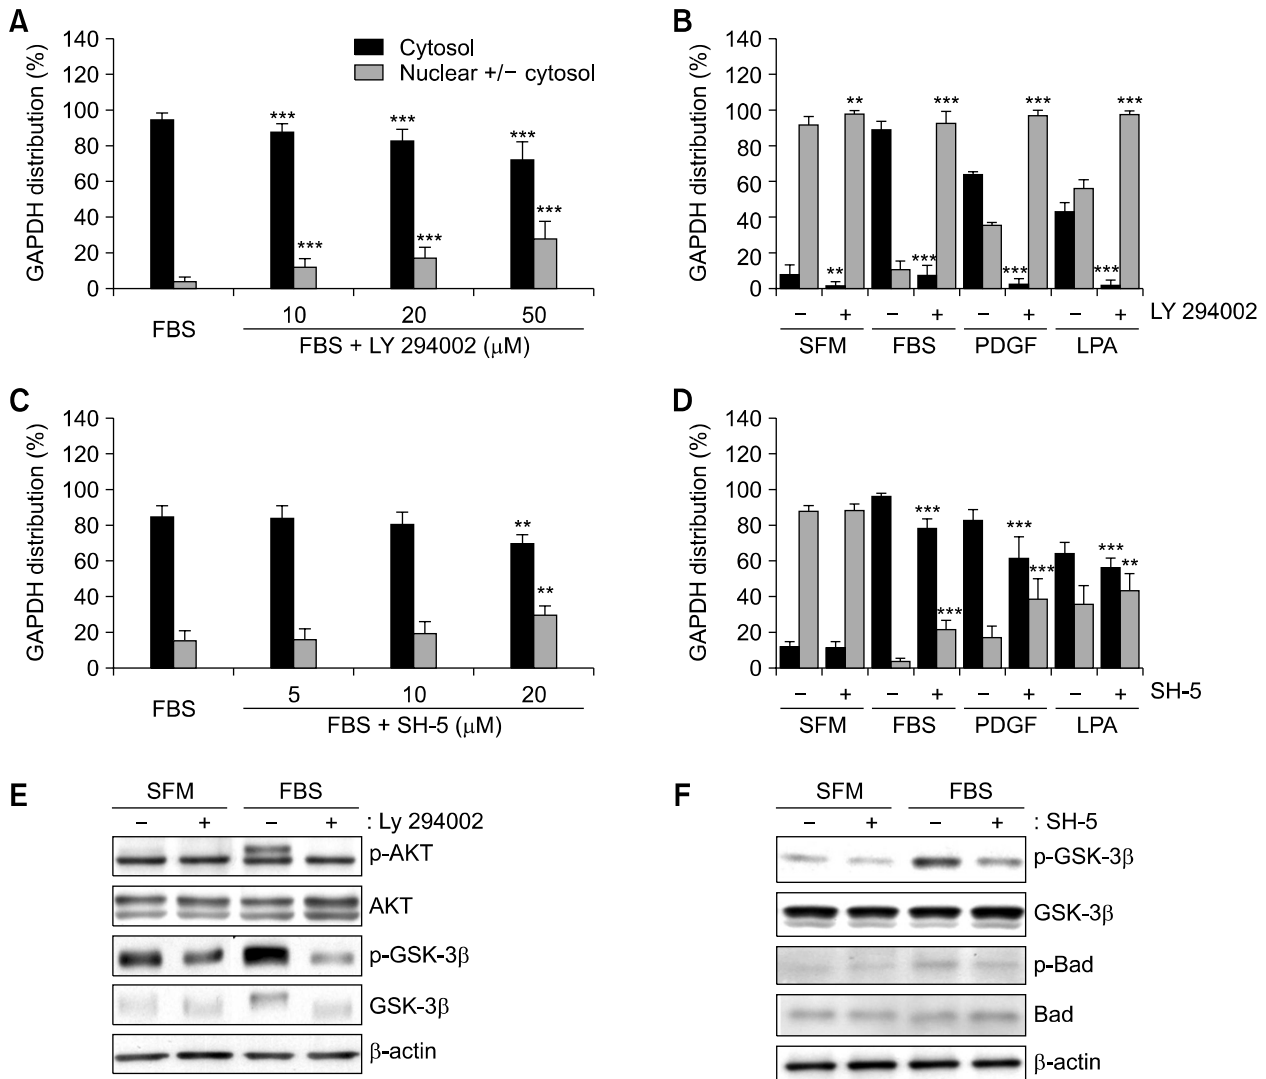 A
GAPDH distribution (%)
140
120
100
80
60
40
20
0
Cytosol
Nuclear +/− cytosol
***
***
***
***
***
***
FBS
10
20
50
FBS + LY 294002 (μM)
B
GAPDH distribution (%)
140
120
100
80
60
40
20
0
**
***
***
***
**
***
***
***
− + − + − + − + LY 294002
SFM FBS PDGF LPA
C
GAPDH distribution (%)
140
120
100
80
60
40
20
0
**
**
FBS
5
10
20
FBS + SH-5 (μM)
D
GAPDH distribution (%)
140
120
100
80
60
40
20
0
***
***
***
***
***
**
− + − + − + − + SH-5
SFM FBS PDGF LPA
E
SFM FBS
− + − + : Ly 294002
p-AKT
AKT
p-GSK-3β
GSK-3β
β-actin
F
SFM FBS
− + − + : SH-5
p-GSK-3β
GSK-3β
p-Bad
Bad
β-actin